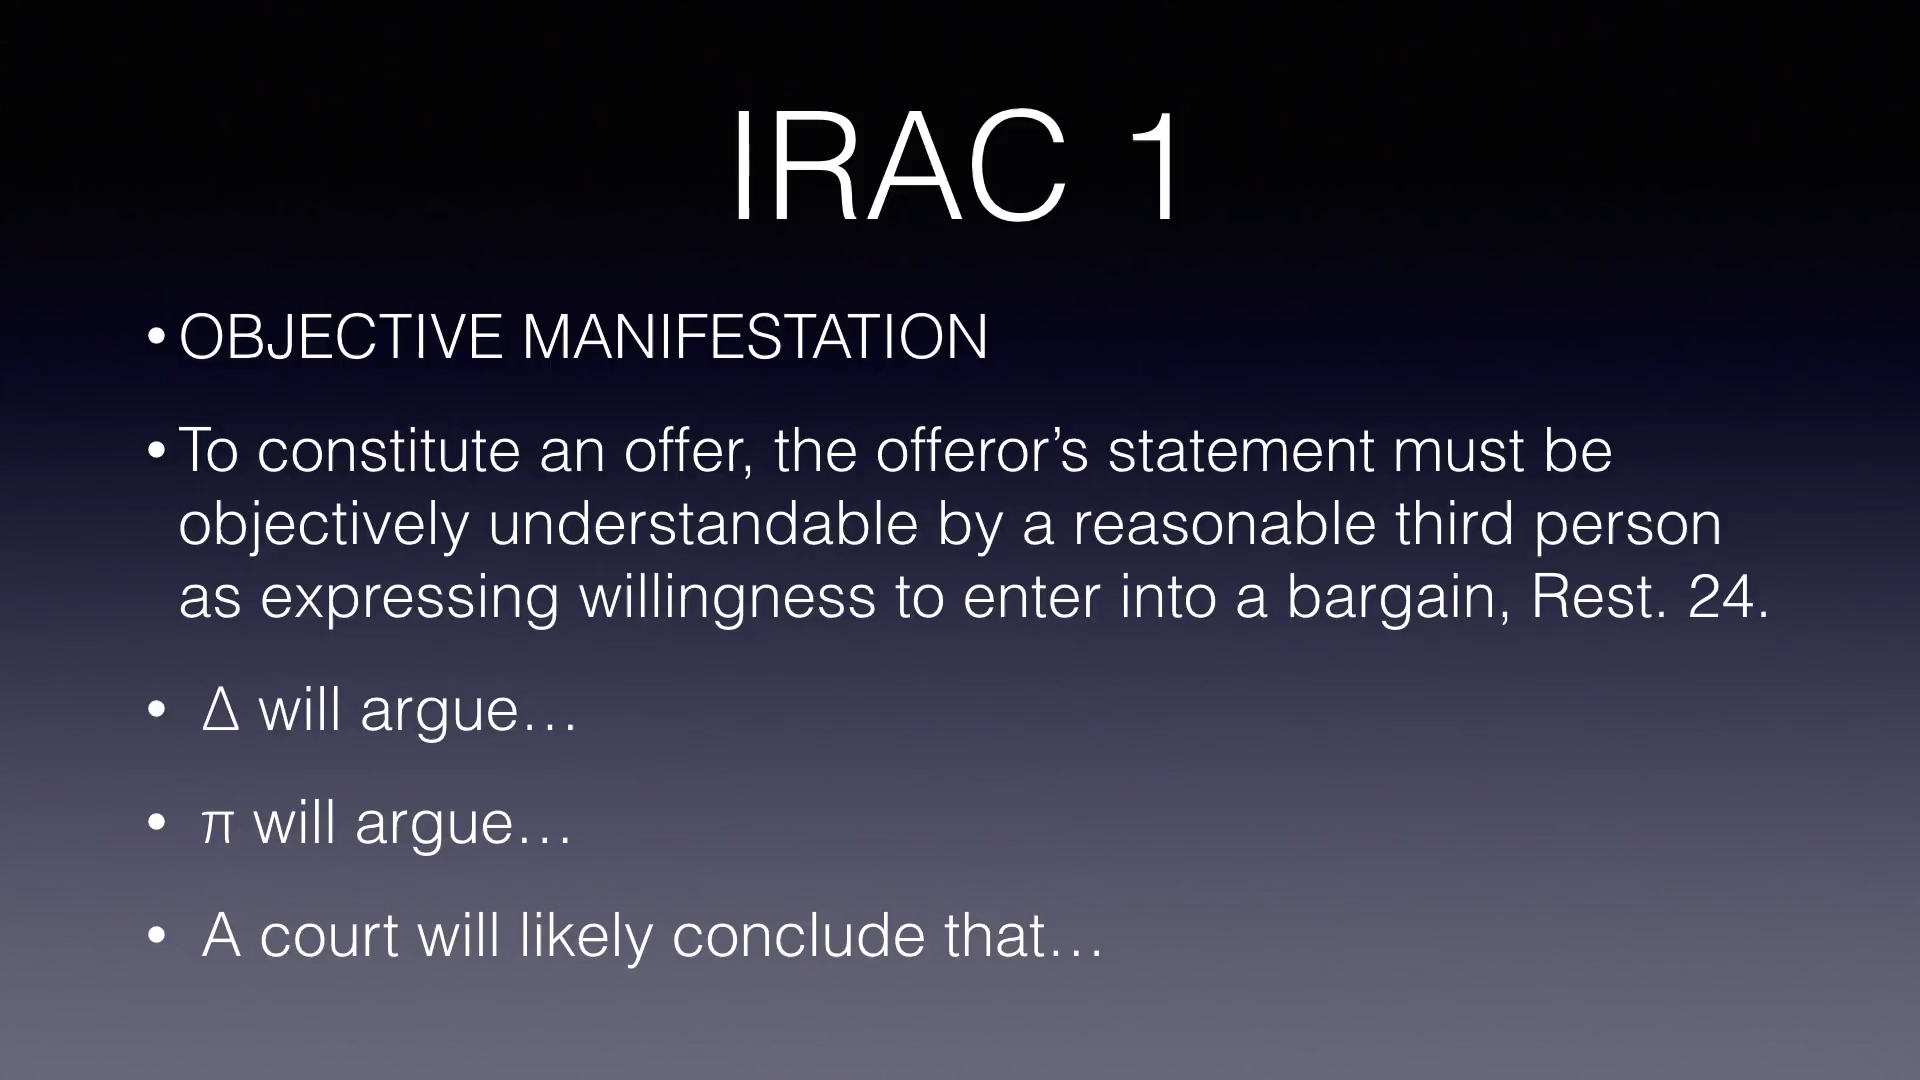 IRAC 1
• OBJECTIVE MANIFESTATION
• To constitute an offer, the offeror’s statement must be
objectively understandable by a reasonable third person
as expressing willingness to enter into a bargain, Rest. 24.
• Δ will argue…
• π will argue…
• A court will likely conclude that…